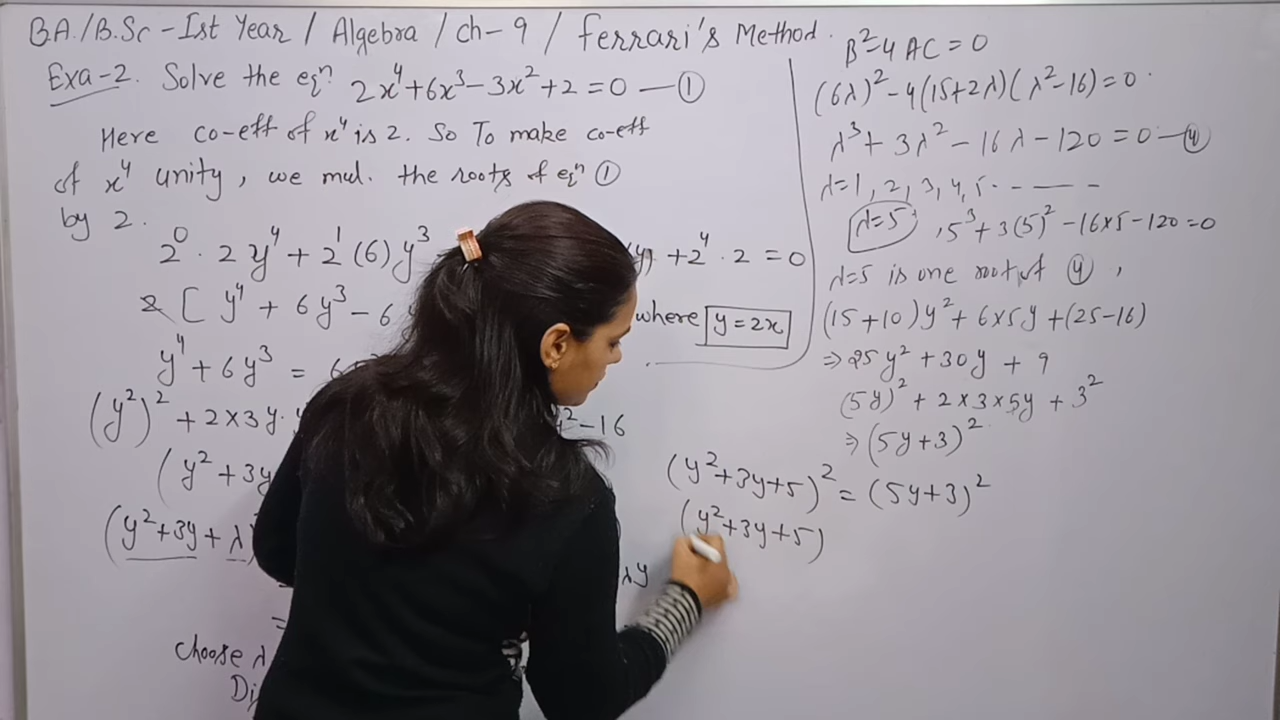 B.A./B.Sc - Ist Year / Algebra / ch-9 / Ferrari's Method.
Exa-2. Solve the eqⁿ 2x⁴+6x³-3x²+2=0 — ①
Here co-eff of x⁴ is 2. So To make co-eff
of x⁴ unity, we mul. the roots of eqⁿ ①
by 2.
2⁰·2y⁴+2¹(6)y³ (y) +2⁴·2=0
2[y⁴+6y³-6
where y=2x
y⁴+6y³ = 6
(y²)²+2×3y. y²-16
(y²+3y
(y²+3y+λ
λy
=
choose λ
Di
B²-4AC=0
(6λ)²-4(15+2λ)(λ²-16)=0
λ³+3λ²-16λ-120=0 — ④
λ=1,2,3,4,5------
λ=5, 5³+3(5)²-16×5-120=0
λ=5 is one root of ④,
(15+10)y²+6×5y+(25-16)
⇒25y²+30y+9
(5y)²+2×3×5y+3²
⇒(5y+3)²
(y²+3y+5)²=(5y+3)²
(y²+3y+5)